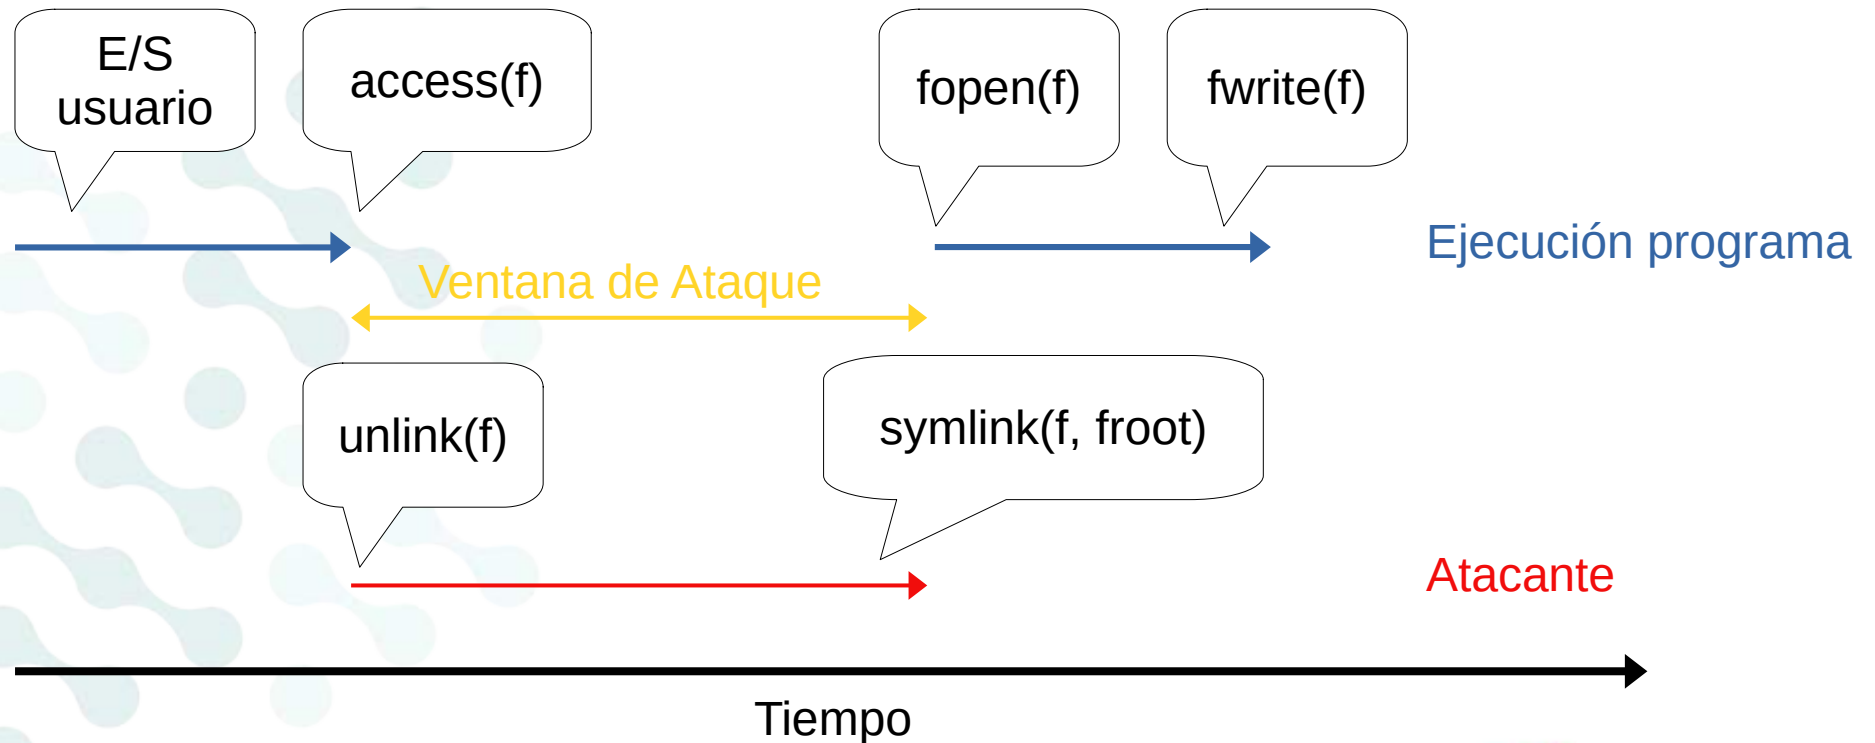 E/S
usuario
access(f)
fopen(f)
fwrite(f)
Ejecución programa
Ventana de Ataque
unlink(f)
symlink(f, froot)
Atacante
Tiempo